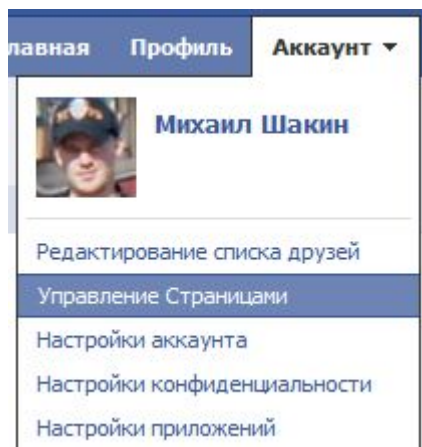 лавная Профиль Аккаунт
Михаил Шакин
Редактирование списка друзей
Управление Страницами
Настройки аккаунта
Настройки конфиденциальности
Настройки приложений